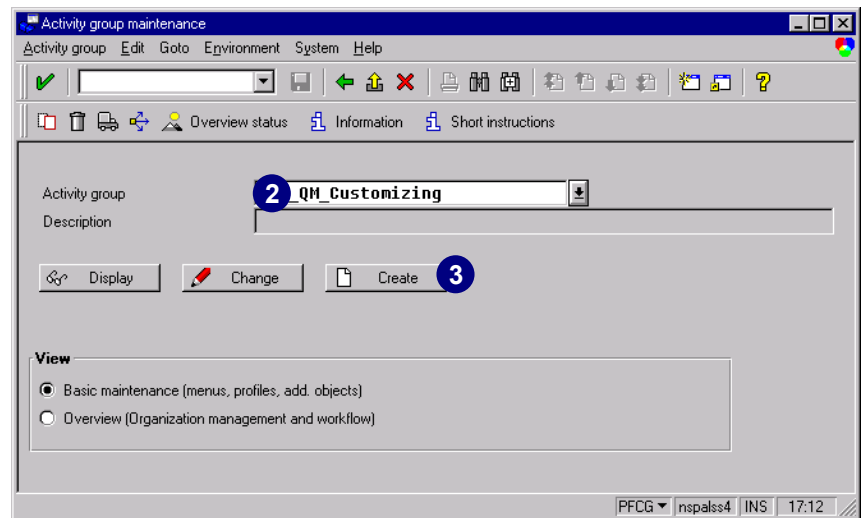 Activity group maintenance
Activity group Edit Goto Environment System Help
Overview status Information Short instructions
Activity group 2 _QM_Customizing
Description
Display Change Create 3
View
Basic maintenance (menus, profiles, add. objects)
Overview (Organization management and workflow)
PFCG nspalss4 INS 17:12